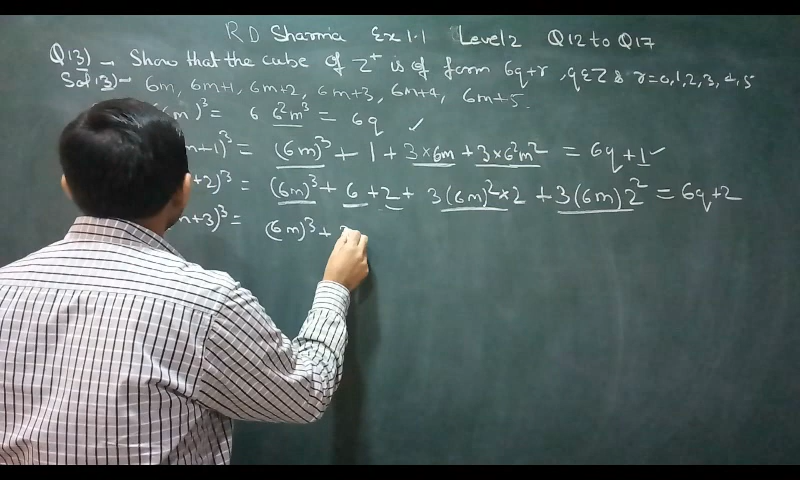 RD Sharma Ex 1.1 Level 2 Q12 to Q17
Q13) - Show that the cube of Z⁺ is of form 6q+r, q∈Z & r=0,1,2,3,4,5
Sol.3)- 6m, 6m+1, 6m+2, 6m+3, 6m+4, 6m+5.
m)³ = 6 6²m³ = 6q ✓
m+1)³ = (6m)³ + 1 + 3×6m + 3×6²m² = 6q+1 ✓
+2)³ = (6m)³ + 6 + 2 + 3(6m)²×2 + 3(6m)2² = 6q+2
+3)³ = (6m)³ +